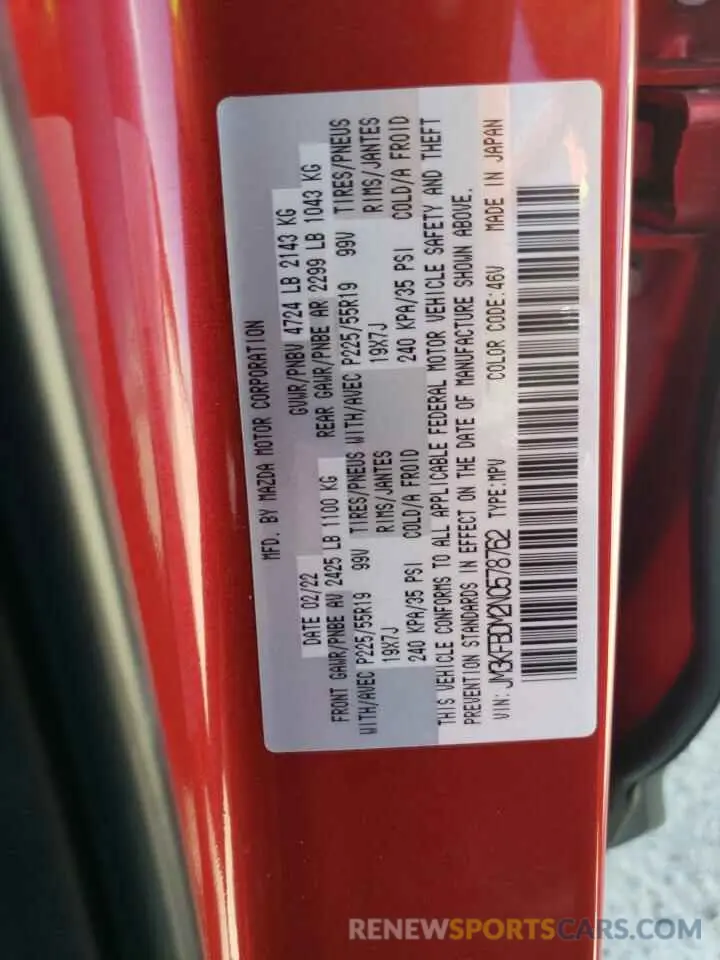 MFD. BY MAZDA MOTOR CORPORATION
DATE 02/22 GVWR/PNBV 4724 LB 2143 KG
FRONT GAWR/PNBE AV 2425 LB 1100 KG REAR GAWR/PNBE AR 2299 LB 1043 KG
WITH/AVEC P225/55R19 99V TIRES/PNEUS WITH/AVEC P225/55R19 99V TIRES/PNEUS
19X7J RIMS/JANTES 19X7J RIMS/JANTES
240 KPA/35 PSI COLD/A FROID 240 KPA/35 PSI COLD/A FROID
THIS VEHICLE CONFORMS TO ALL APPLICABLE FEDERAL MOTOR VEHICLE SAFETY AND THEFT
PREVENTION STANDARDS IN EFFECT ON THE DATE OF MANUFACTURE SHOWN ABOVE.
VIN: JM3KFBDM2N0578762 TYPE:MPV COLOR CODE:46V MADE IN JAPAN
RENEWSPORTSCARS.COM